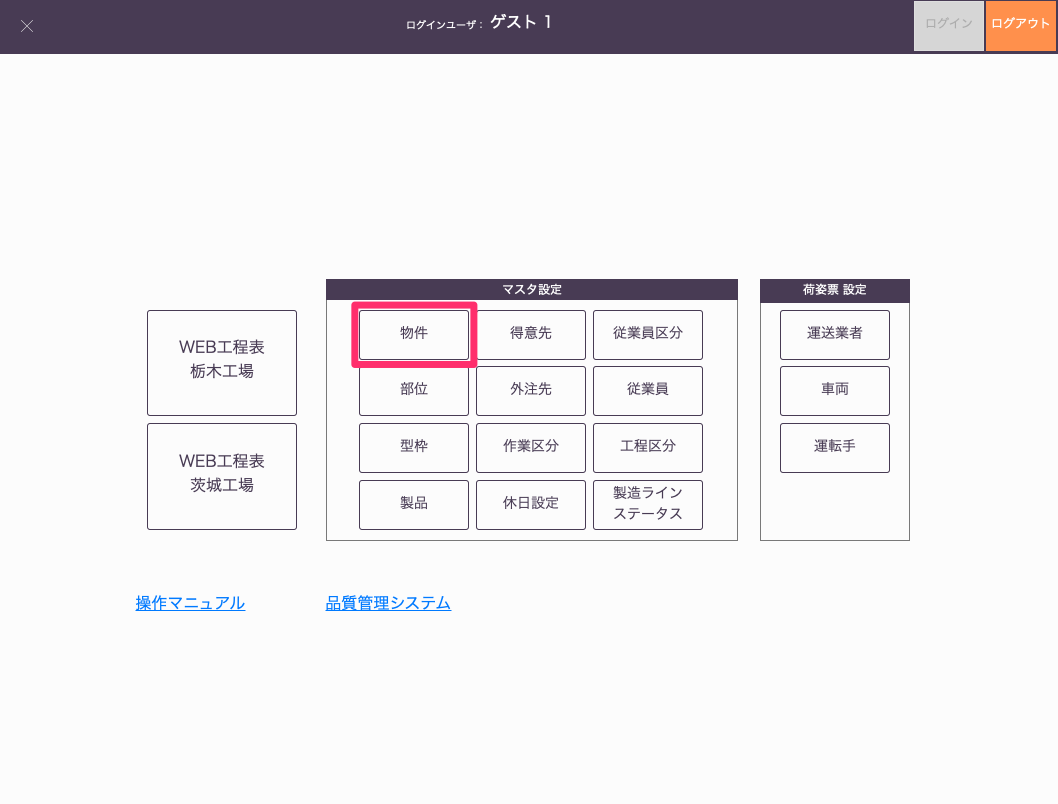 ログインユーザ： ゲスト 1
ログイン
ログアウト
マスタ設定
荷姿票 設定
WEB工程表
栃木工場
WEB工程表
茨城工場
物件
得意先
従業員区分
部位
外注先
従業員
型枠
作業区分
工程区分
製品
休日設定
製造ライン
ステータス
運送業者
車両
運転手
操作マニュアル
品質管理システム